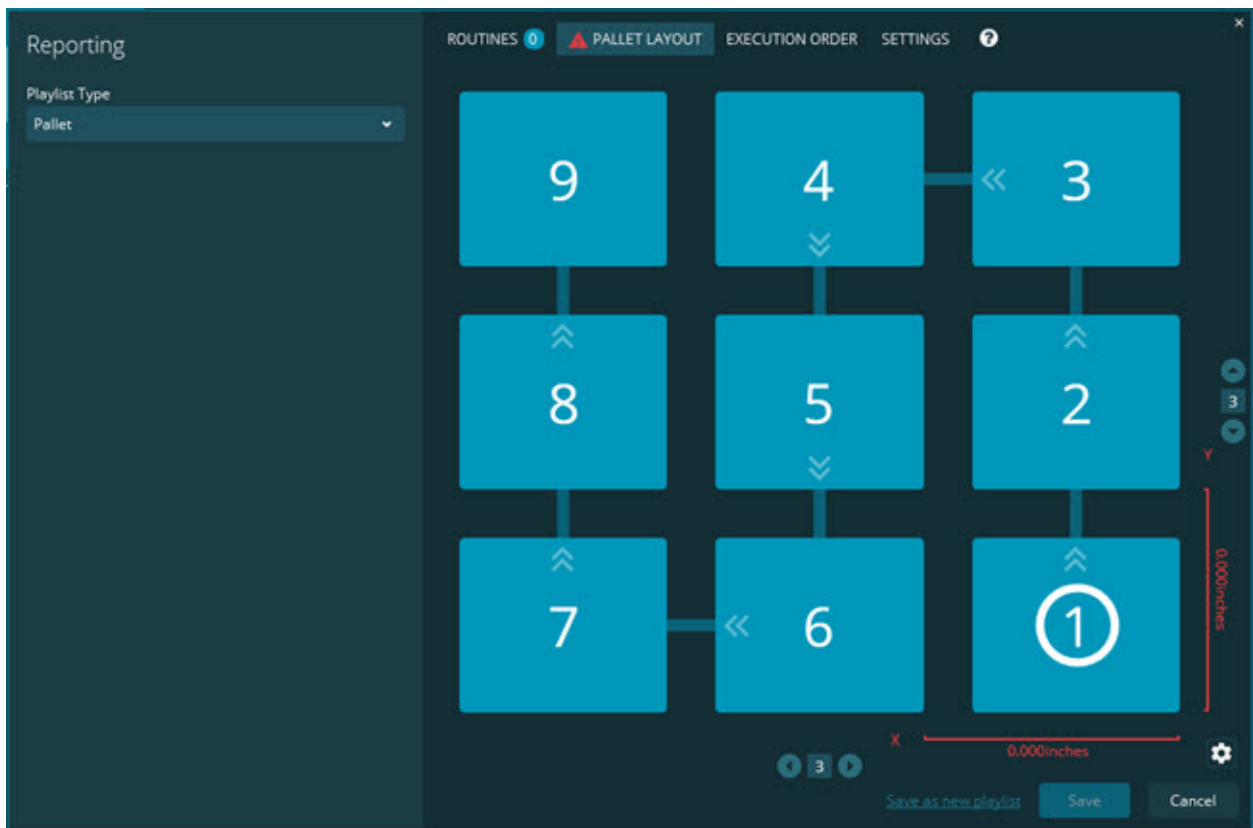 Reporting
Playlist Type
Pallet
ROUTINES 0 PALLET LAYOUT EXECUTION ORDER SETTINGS ?
9 4 3
8 5 2
3
Y
7 6 1
0.000inches
X
0.000inches
3
Save as new playlist Save Cancel